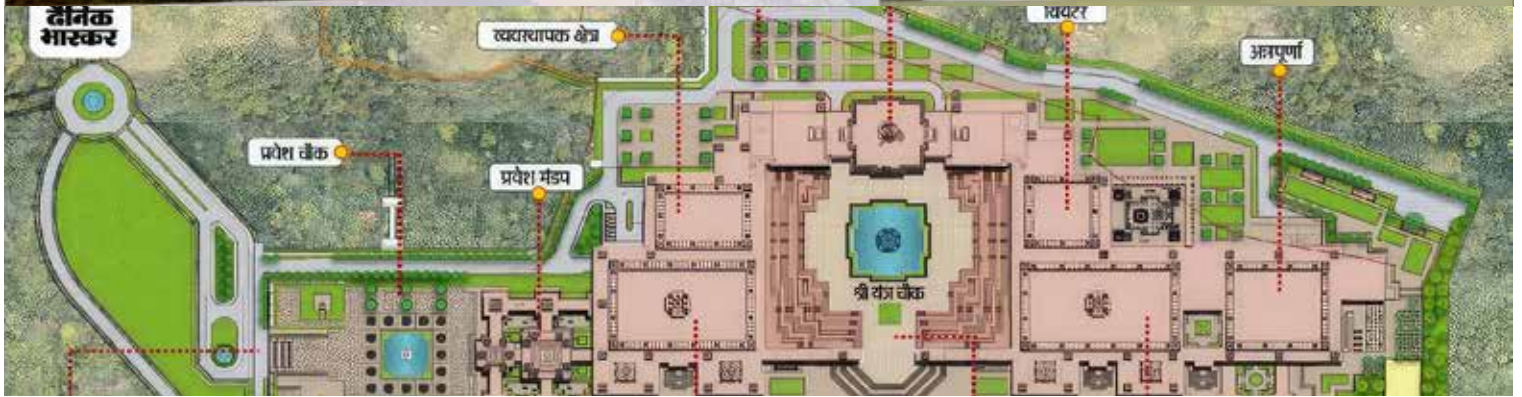 दैनिक
भास्कर
व्यवस्थापक क्षेत्र
थियेटर
अन्नपूर्णा
प्रवेश चौक
प्रवेश मंडप
श्री यंत्र चौक